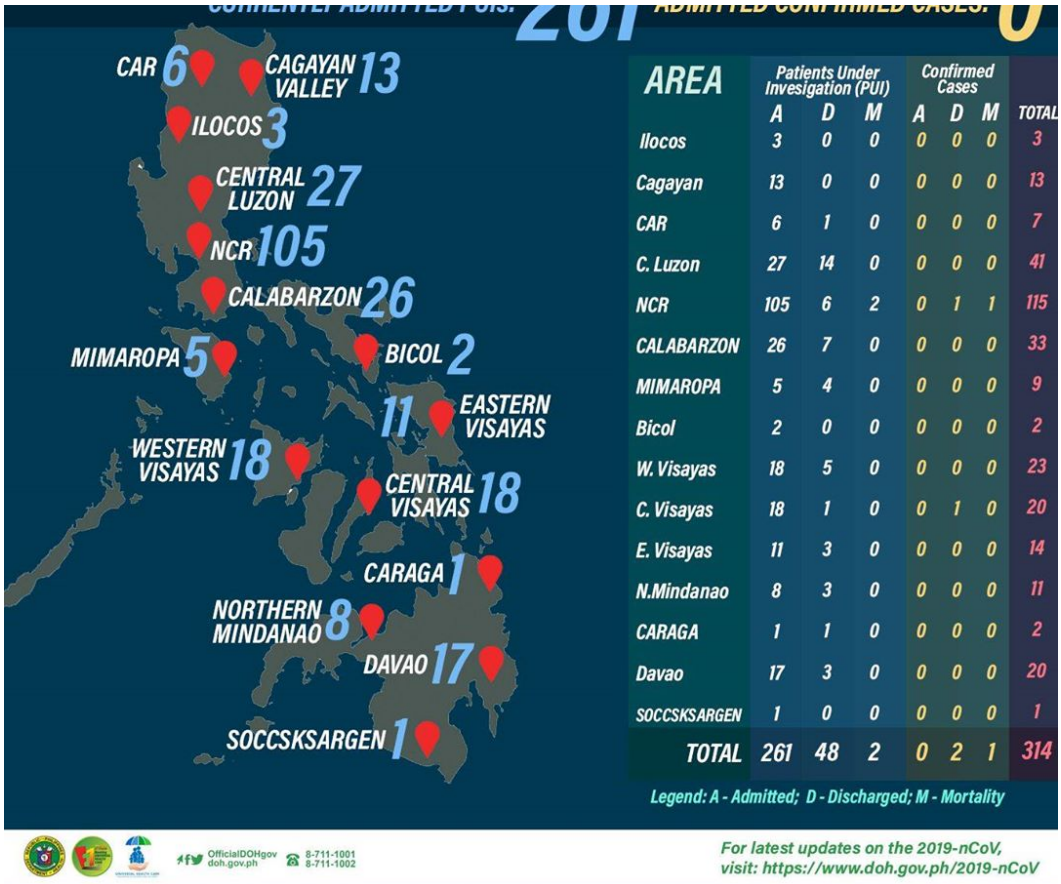 CURRENTLY ADMITTED PUIs: 261 ADMITTED CONFIRMED CASES: 0
CAR 6
CAGAYAN VALLEY 13
ILOCOS 3
CENTRAL LUZON 27
NCR 105
CALABARZON 26
MIMAROPA 5
BICOL 2
11 EASTERN VISAYAS
WESTERN VISAYAS 18
CENTRAL VISAYAS 18
CARAGA 1
NORTHERN MINDANAO 8
DAVAO 17
SOCCSKSARGEN 1
AREA Patients Under Invesigation (PUI) Confirmed Cases
A D M A D M TOTAL
Ilocos 3 0 0 0 0 0 3
Cagayan 13 0 0 0 0 0 13
CAR 6 1 0 0 0 0 7
C. Luzon 27 14 0 0 0 0 41
NCR 105 6 2 0 1 1 115
CALABARZON 26 7 0 0 0 0 33
MIMAROPA 5 4 0 0 0 0 9
Bicol 2 0 0 0 0 0 2
W. Visayas 18 5 0 0 0 0 23
C. Visayas 18 1 0 0 1 0 20
E. Visayas 11 3 0 0 0 0 14
N.Mindanao 8 3 0 0 0 0 11
CARAGA 1 1 0 0 0 0 2
Davao 17 3 0 0 0 0 20
SOCCSKSARGEN 1 0 0 0 0 0 1
TOTAL 261 48 2 0 2 1 314
Legend: A - Admitted; D - Discharged; M - Mortality
OfficialDOHgov
doh.gov.ph
8-711-1001
8-711-1002
For latest updates on the 2019-nCoV,
visit: https://www.doh.gov.ph/2019-nCoV